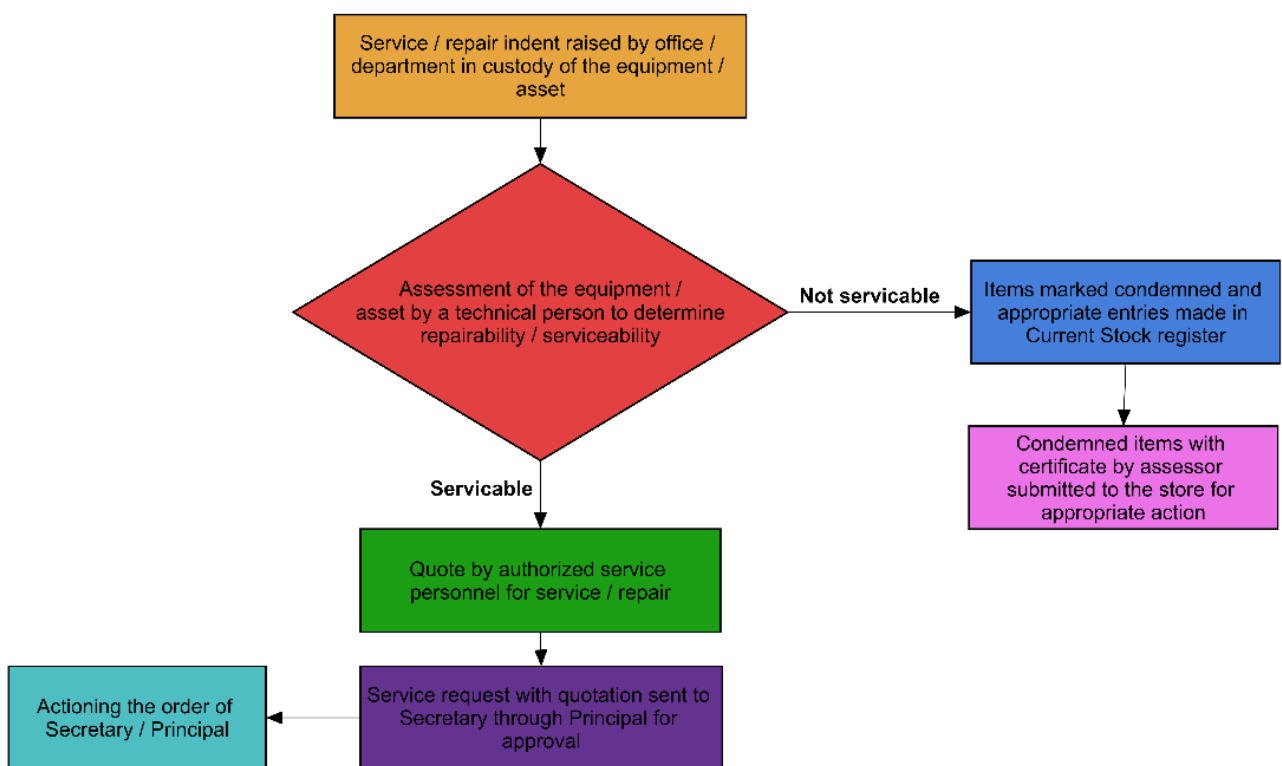 Service / repair indent raised by office /
department in custody of the equipment /
asset
Assessment of the equipment /
asset by a technical person to determine
repairability / serviceability
Not servicable
Items marked condemned and
appropriate entries made in
Current Stock register
Condemned items with
certificate by assessor
submitted to the store for
appropriate action
Servicable
Quote by authorized service
personnel for service / repair
Service request with quotation sent to
Secretary through Principal for
approval
Actioning the order of
Secretary / Principal